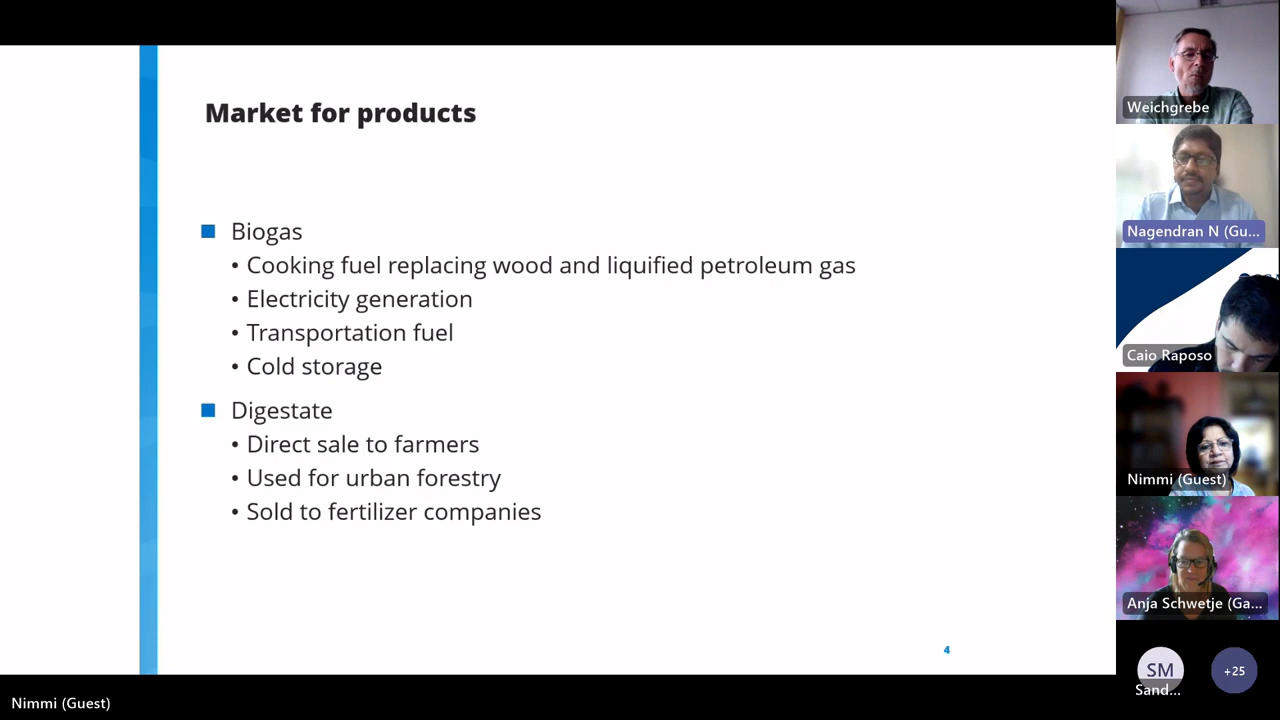 Market for products
■ Biogas
• Cooking fuel replacing wood and liquified petroleum gas
• Electricity generation
• Transportation fuel
• Cold storage
■ Digestate
• Direct sale to farmers
• Used for urban forestry
• Sold to fertilizer companies
4
Nimmi (Guest)
Weichgrebe
Nagendran N (Gu...
Caio Raposo
Nimmi (Guest)
Anja Schwetje (Ga...
SM
Sand...
+25